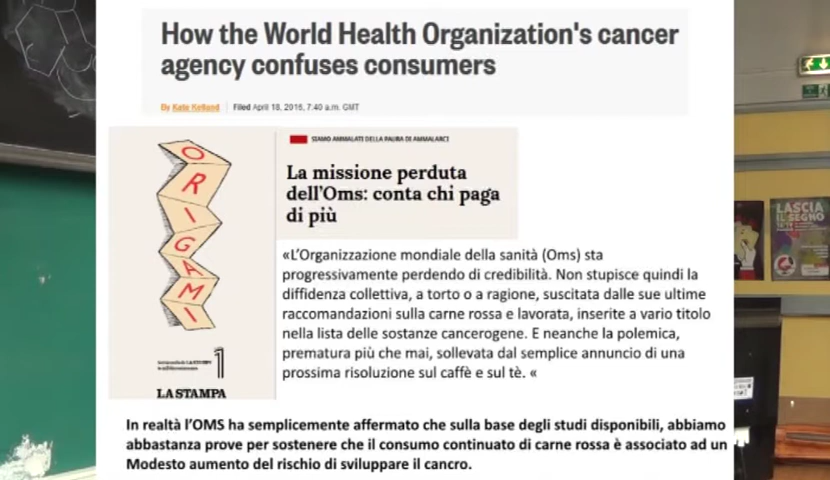 How the World Health Organization's cancer
agency confuses consumers
By Kate Kelland | Filed April 18, 2016, 7:40 a.m. GMT
ORIGAMI
SIAMO AMMALATI DELLA PAURA DI AMMALARCI
La missione perduta
dell'Oms: conta chi paga
di più
«L'Organizzazione mondiale della sanità (Oms) sta
progressivamente perdendo di credibilità. Non stupisce quindi la
diffidenza collettiva, a torto o a ragione, suscitata dalle sue ultime
raccomandazioni sulla carne rossa e lavorata, inserite a vario titolo
nella lista delle sostanze cancerogene. E neanche la polemica,
prematura più che mai, sollevata dal semplice annuncio di una
prossima risoluzione sul caffè e sul tè. «
1
LA STAMPA
In realtà l'OMS ha semplicemente affermato che sulla base degli studi disponibili, abbiamo
abbastanza prove per sostenere che il consumo continuato di carne rossa è associato ad un
Modesto aumento del rischio di sviluppare il cancro.
LASCIA
IL SEGNO